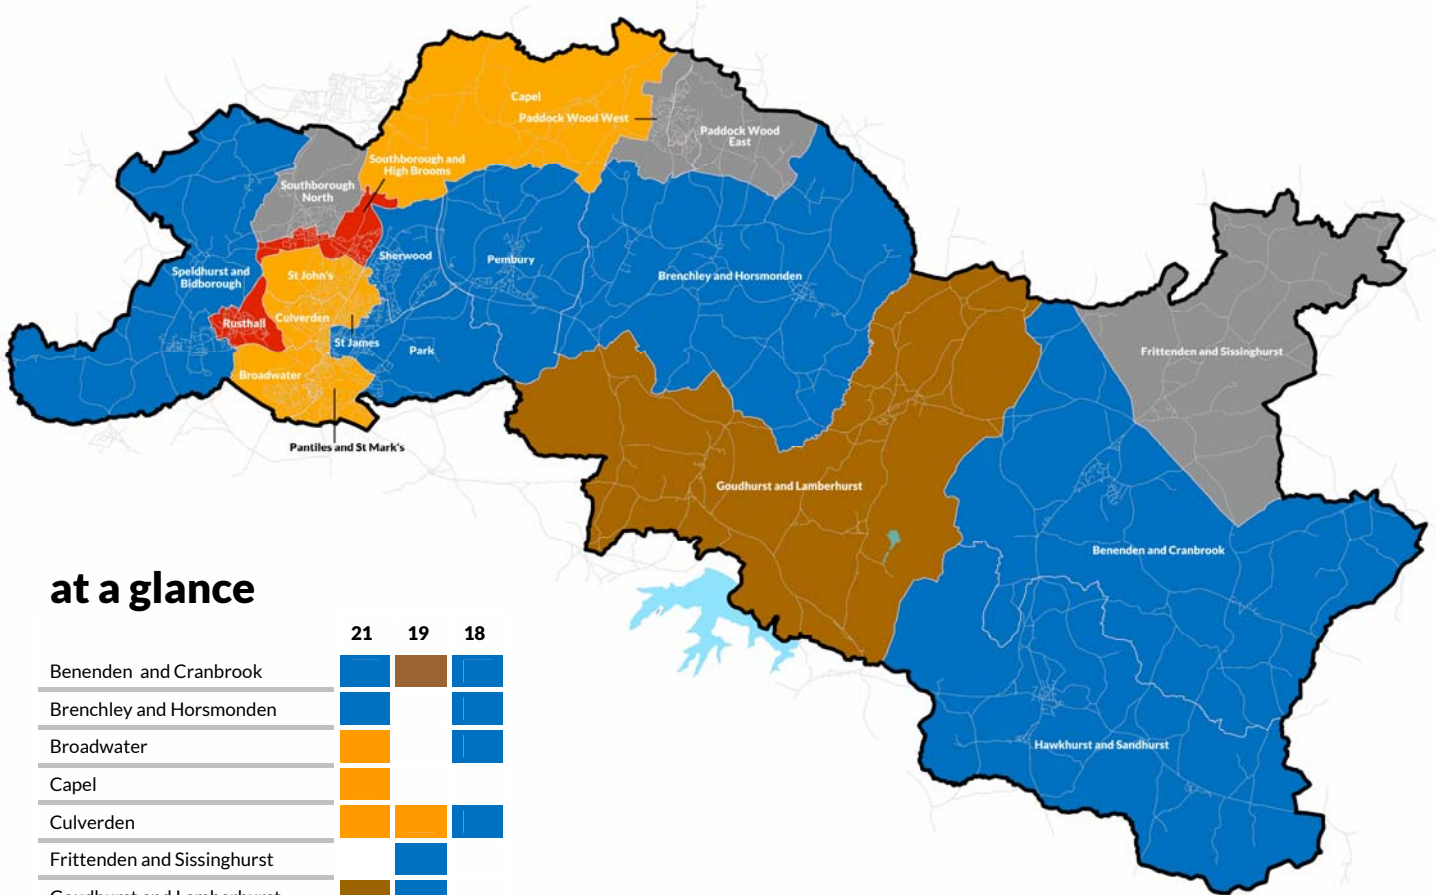 Capel
Paddock Wood West
Paddock Wood
East
Southborough and
High Brooms
Southborough
North
Sherwood
Pembury
Speldhurst and
Bidborough
St John's
Brenchley and Horsmonden
Rusthall
Culverden
St James
Park
Frittenden and Sissinghurst
Broadwater
Pantiles and St Mark's
Goudhurst and Lamberhurst
Benenden and Cranbrook
Hawkhurst and Sandhurst
at a glance
21 19 18
Benenden and Cranbrook
Brenchley and Horsmonden
Broadwater
Capel
Culverden
Frittenden and Sissinghurst
Goudhurst and Lamberhurst